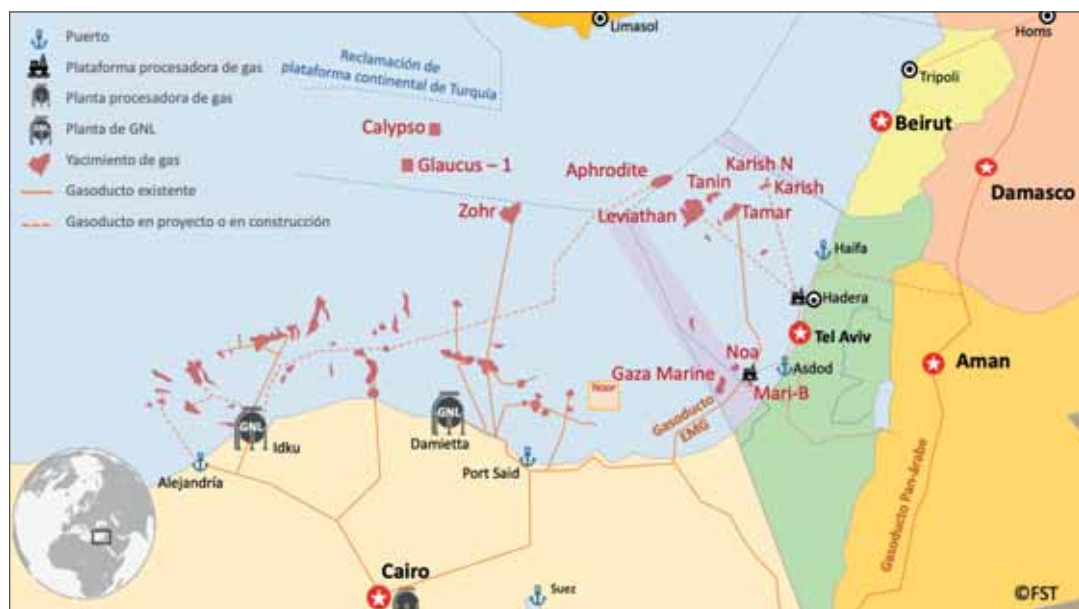 Puerto
Plataforma procesadora de gas
Planta procesadora de gas
Planta de GNL
Yacimiento de gas
Gasoducto existente
Gasoducto en proyecto o en construcción
Reclamación de
plataforma continental de Turquía
Limasol
Homs
Tripoli
Beirut
Damasco
Calypso
Glaucus – 1
Aphrodite
Karish N
Tanin
Karish
Zohr
Leviathan
Tamar
Haifa
Hadera
Tel Aviv
Noa
Asdod
Aman
Gaza Marine
Mari-B
Noor
Gasoducto
EMG
GNL
Idku
GNL
Damietta
Port Said
Alejandría
Gasoducto Pan-árabe
Cairo
Suez
©FST